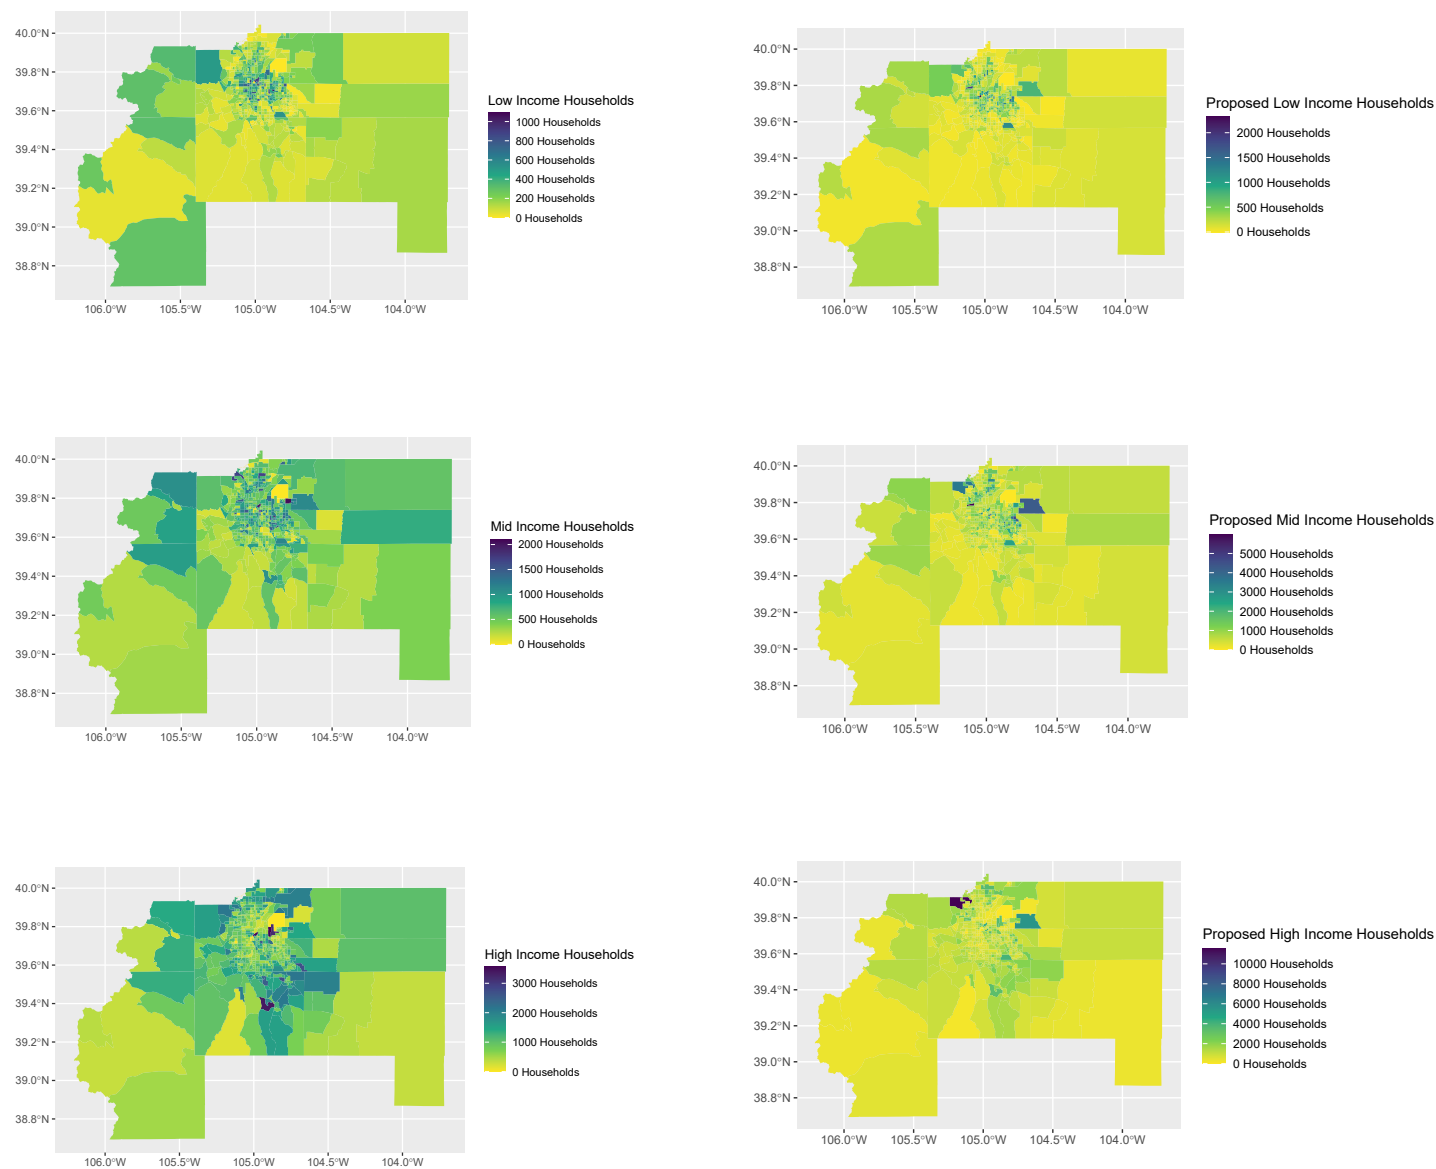 40.0°N
39.8°N
39.6°N
39.4°N
39.2°N
39.0°N
38.8°N
106.0°W 105.5°W 105.0°W 104.5°W 104.0°W
Low Income Households
1000 Households
800 Households
600 Households
400 Households
200 Households
0 Households
40.0°N
39.8°N
39.6°N
39.4°N
39.2°N
39.0°N
38.8°N
106.0°W 105.5°W 105.0°W 104.5°W 104.0°W
Proposed Low Income Households
2000 Households
1500 Households
1000 Households
500 Households
0 Households
40.0°N
39.8°N
39.6°N
39.4°N
39.2°N
39.0°N
38.8°N
106.0°W 105.5°W 105.0°W 104.5°W 104.0°W
Mid Income Households
2000 Households
1500 Households
1000 Households
500 Households
0 Households
40.0°N
39.8°N
39.6°N
39.4°N
39.2°N
39.0°N
38.8°N
106.0°W 105.5°W 105.0°W 104.5°W 104.0°W
Proposed Mid Income Households
5000 Households
4000 Households
3000 Households
2000 Households
1000 Households
0 Households
40.0°N
39.8°N
39.6°N
39.4°N
39.2°N
39.0°N
38.8°N
106.0°W 105.5°W 105.0°W 104.5°W 104.0°W
High Income Households
3000 Households
2000 Households
1000 Households
0 Households
40.0°N
39.8°N
39.6°N
39.4°N
39.2°N
39.0°N
38.8°N
106.0°W 105.5°W 105.0°W 104.5°W 104.0°W
Proposed High Income Households
10000 Households
8000 Households
6000 Households
4000 Households
2000 Households
0 Households